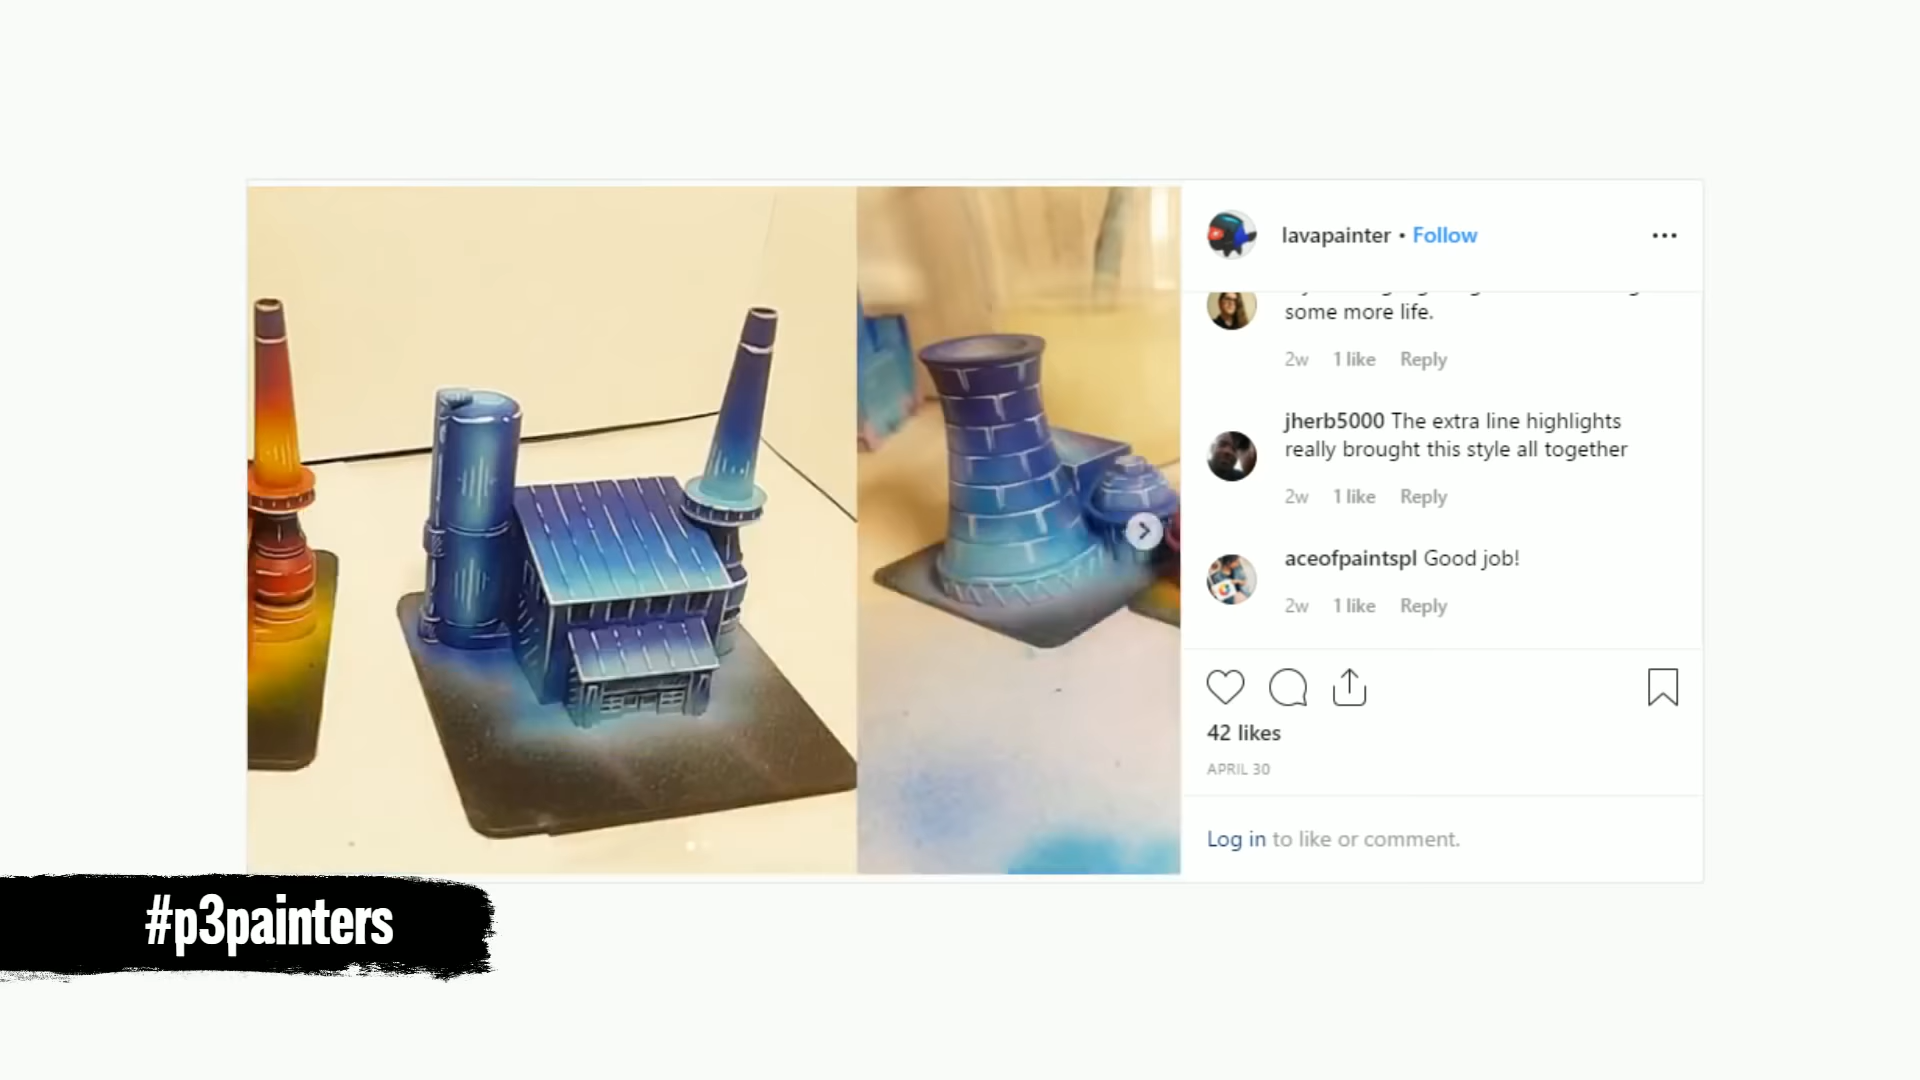 lavapainter • Follow
some more life.
2w 1 like Reply
jherb5000 The extra line highlights
really brought this style all together
2w 1 like Reply
aceofpaintspl Good job!
2w 1 like Reply
42 likes
APRIL 30
Log in to like or comment.
#p3painters